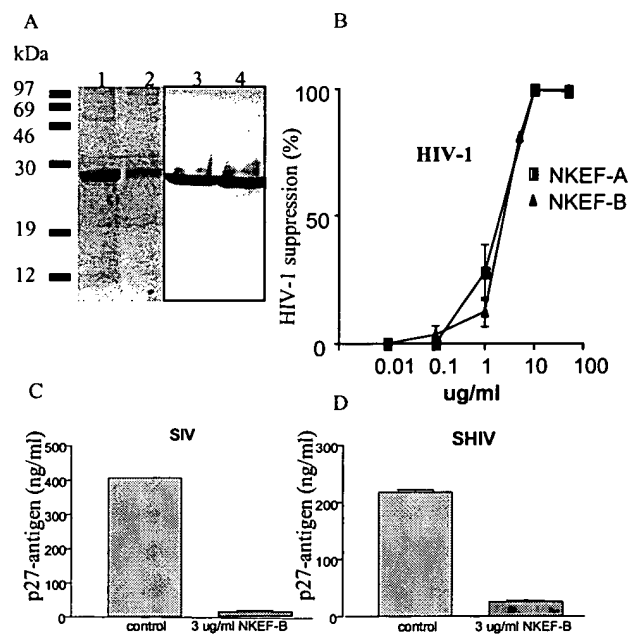 A
kDa
1 2 3 4
97
69
46
30
19
12
B
HIV-1 suppression (%)
100
50
0
HIV-1
NKEF-A
NKEF-B
0.01 0.1 1 10 100
ug/ml
C
SIV
p27-antigen (ng/ml)
500
400
300
200
100
0
control 3 ug/ml NKEF-B
D
SHIV
p27-antigen (ng/ml)
300
200
100
0
control 3 ug/ml NKEF-B